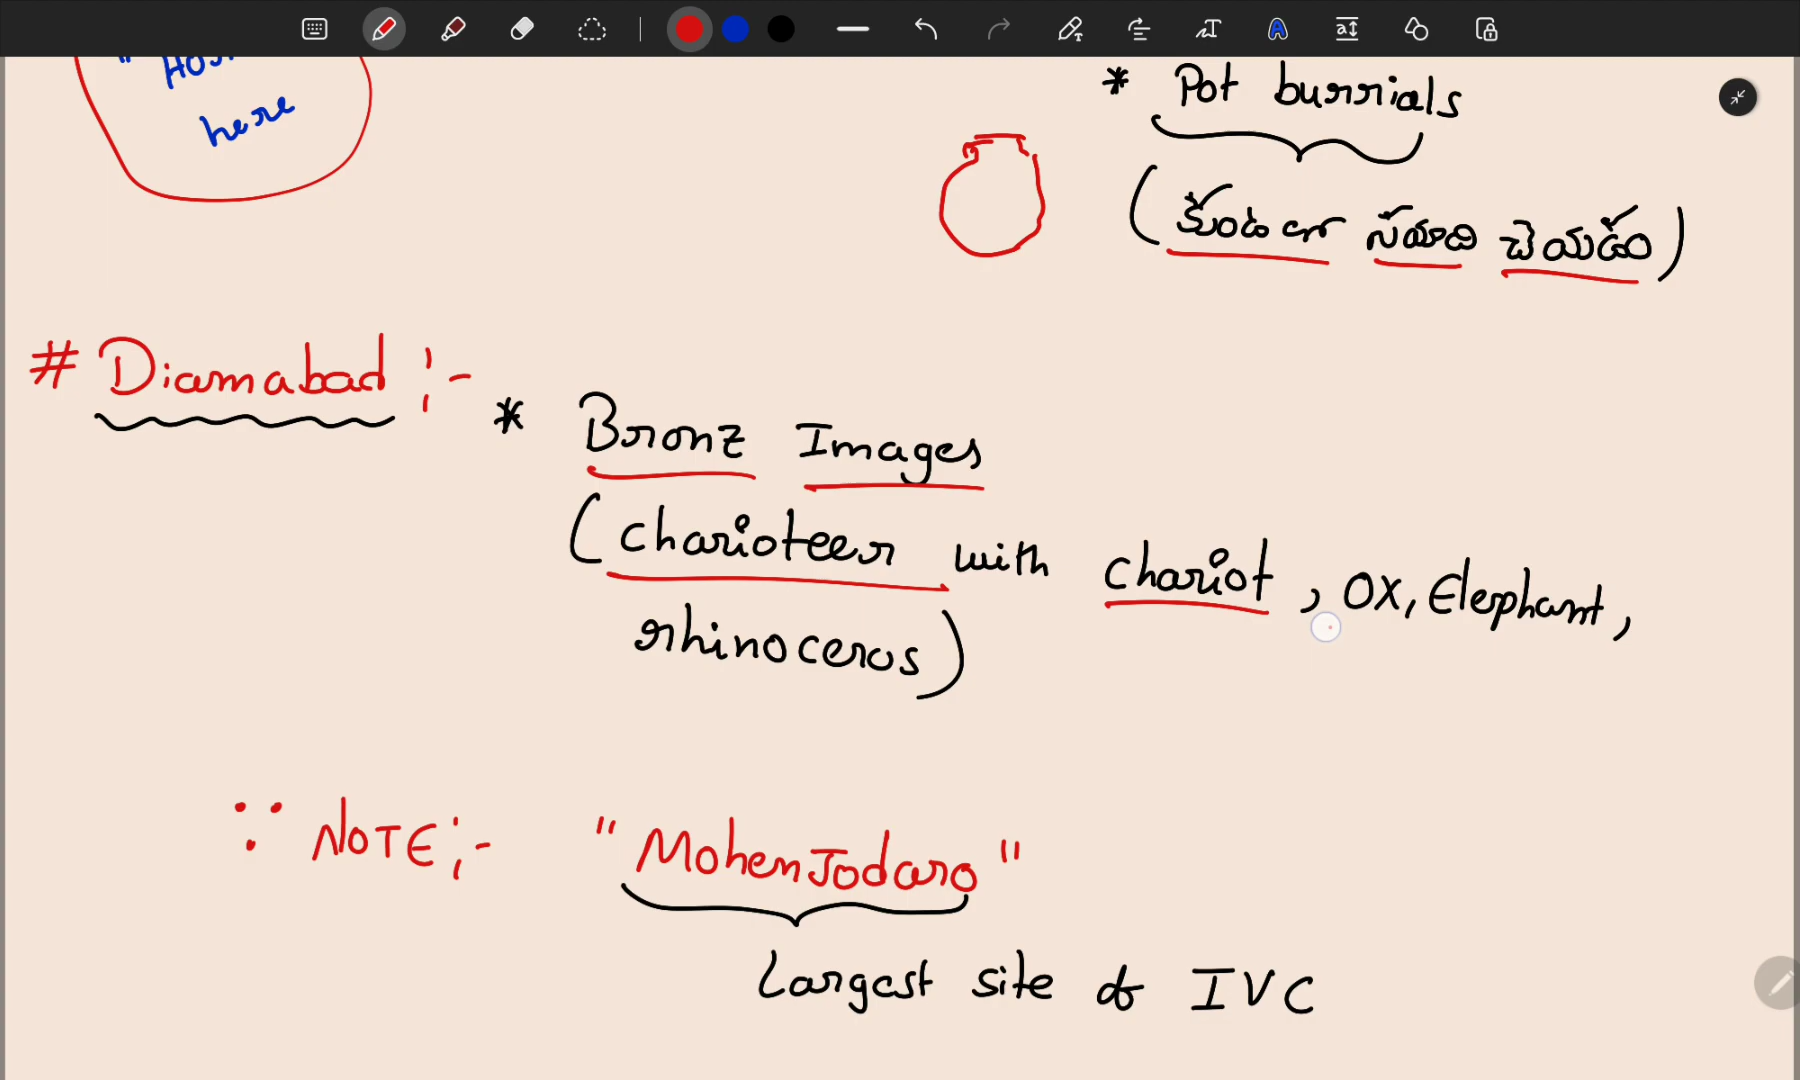 here
* Pot burrials
(కుండలో సమాధి చేయడం)
# Diamabad :-
* Bronz Images
(charioteer with chariot, OX, Elephant,
rhinoceros)
∵ NOTE :- "MohenJodaro"
Largest site of IVC